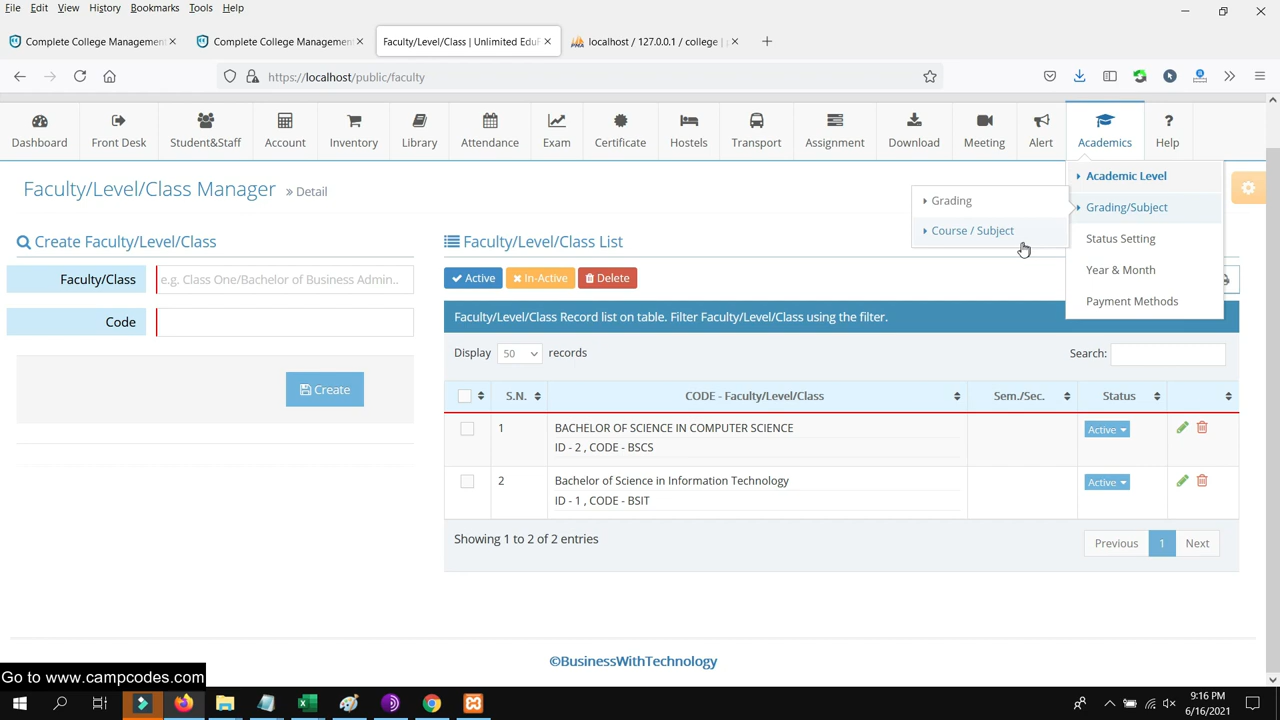 File Edit View History Bookmarks Tools Help
Complete College Management
Complete College Management
Faculty/Level/Class | Unlimited Edu
localhost / 127.0.0.1 / college |
https://localhost/public/faculty
Dashboard Front Desk Student&Staff Account Inventory Library Attendance Exam Certificate Hostels Transport Assignment Download Meeting Alert Academics Help
Faculty/Level/Class Manager » Detail
Academic Level
Grading/Subject
Status Setting
Year & Month
Payment Methods
Grading
Course / Subject
Create Faculty/Level/Class
Faculty/Class e.g. Class One/Bachelor of Business Admin..
Code
Create
Faculty/Level/Class List
Active In-Active Delete
Faculty/Level/Class Record list on table. Filter Faculty/Level/Class using the filter.
Display 50 records Search:
S.N. CODE - Faculty/Level/Class Sem./Sec. Status
1 BACHELOR OF SCIENCE IN COMPUTER SCIENCE Active
ID - 2 , CODE - BSCS
2 Bachelor of Science in Information Technology Active
ID - 1 , CODE - BSIT
Showing 1 to 2 of 2 entries Previous 1 Next
©BusinessWithTechnology
Go to www.campcodes.com
9:16 PM
6/16/2021